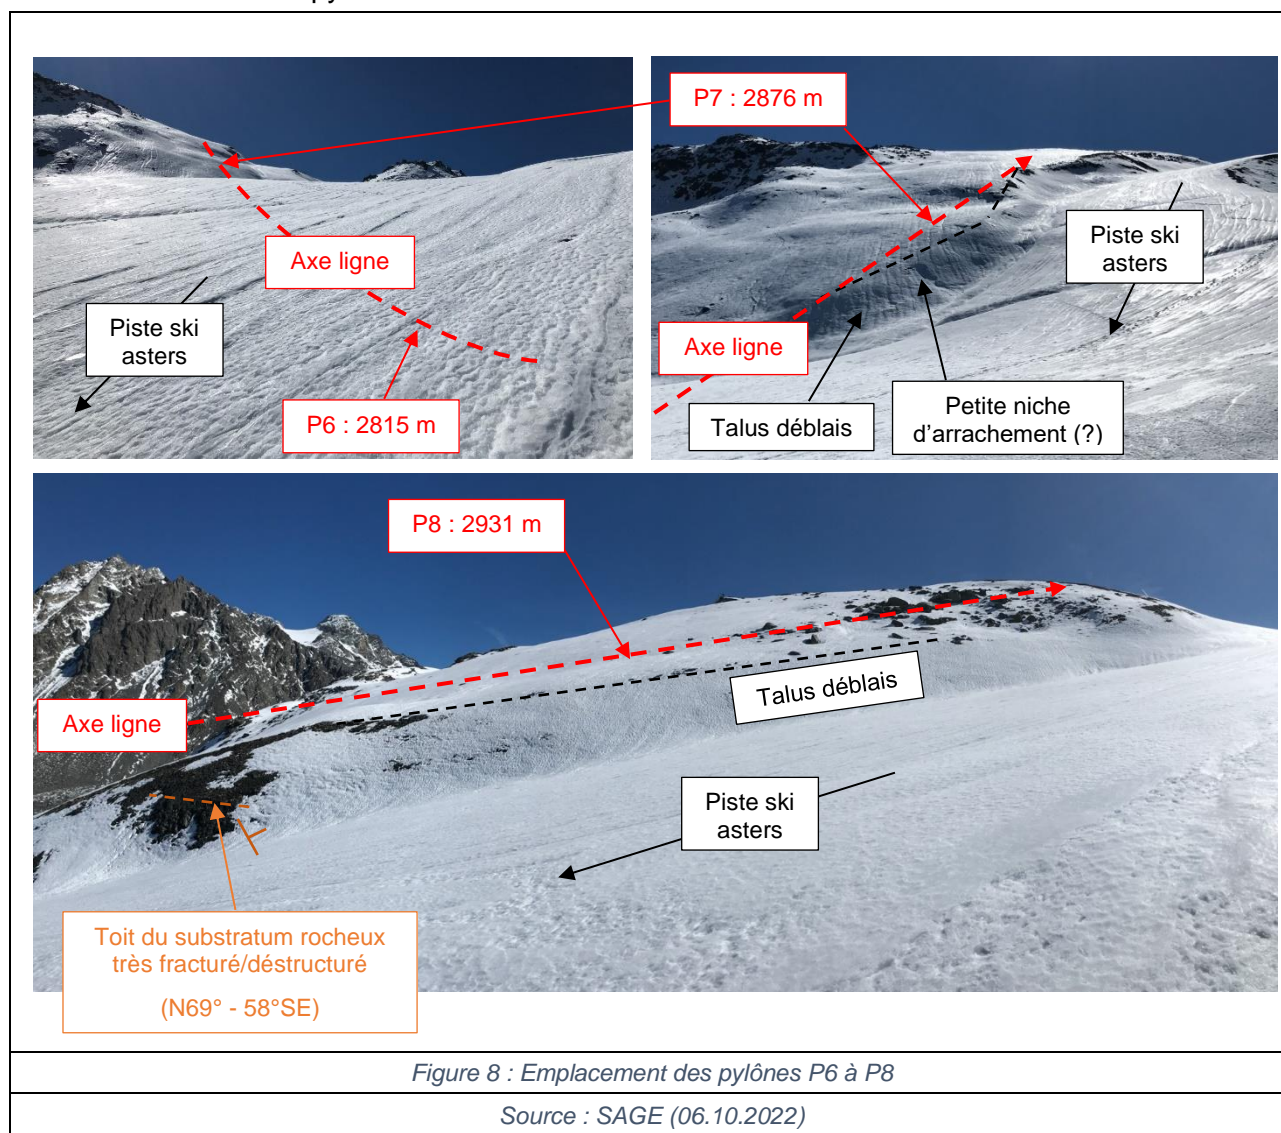 P7 : 2876 m
Axe ligne
Piste ski
asters
P6 : 2815 m
Piste ski
asters
Axe ligne
Talus déblais
Petite niche
d'arrachement (?)
P8 : 2931 m
Axe ligne
Talus déblais
Piste ski
asters
Toit du substratum rocheux
très fracturé/déstructuré
(N69° - 58°SE)
Figure 8 : Emplacement des pylônes P6 à P8
Source : SAGE (06.10.2022)